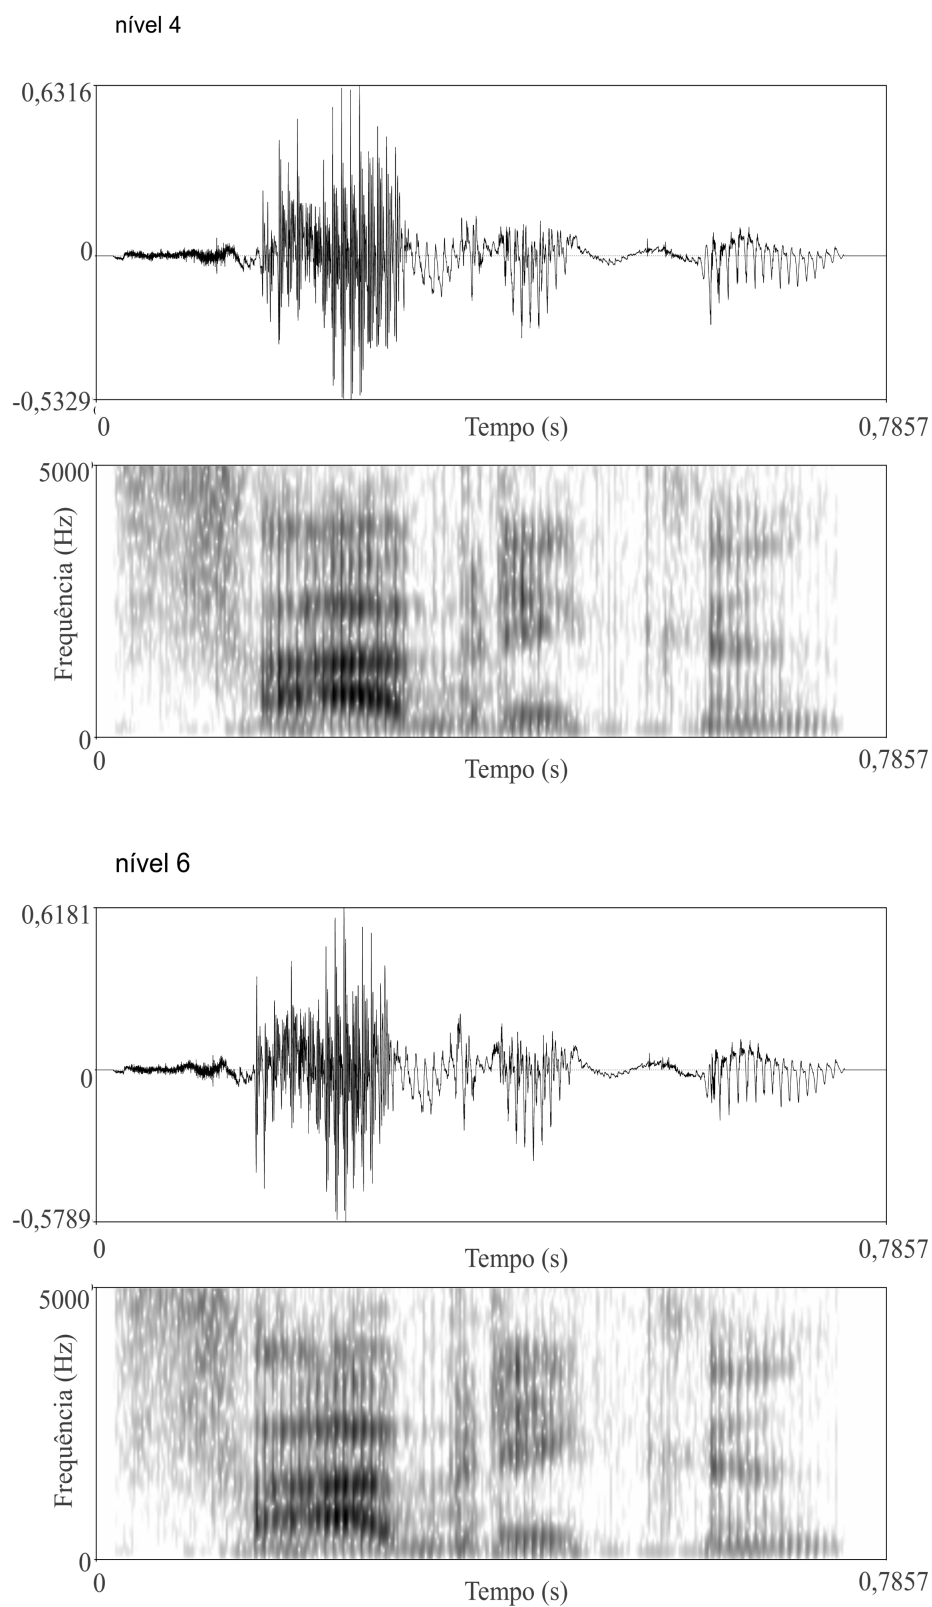 nível 4
0,6316
0
-0,5329
0
Tempo (s)
0,7857
5000
Frequência (Hz)
0
0
Tempo (s)
0,7857
nível 6
0,6181
0
-0,5789
0
Tempo (s)
0,7857
5000
Frequência (Hz)
0
0
Tempo (s)
0,7857